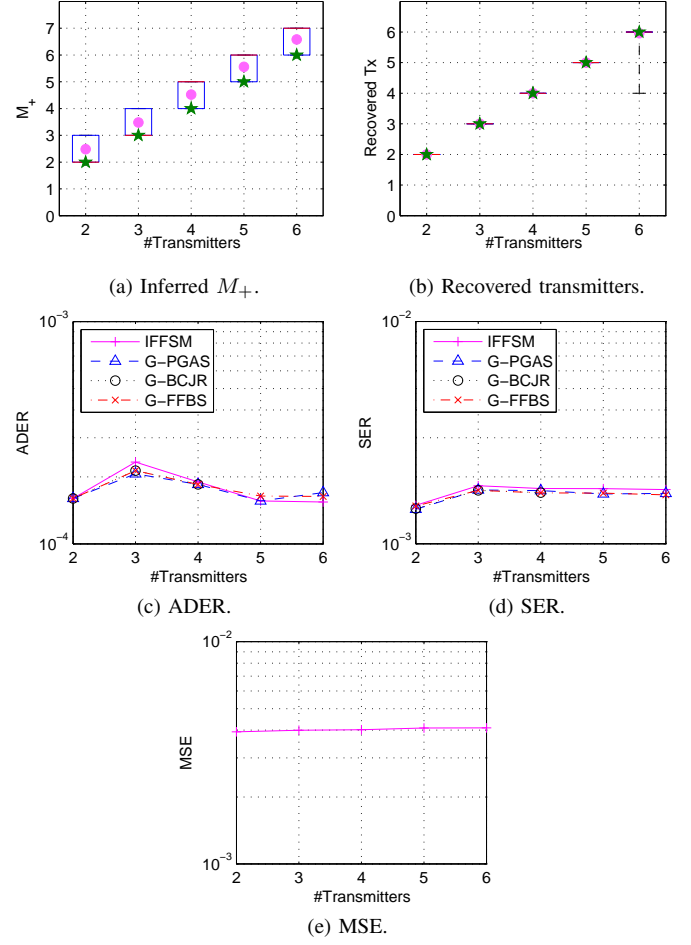 7
6
5
4
3
2
1
0
M+
2 3 4 5 6
#Transmitters
(a) Inferred M+.
6
5
4
3
2
1
0
Recovered Tx
2 3 4 5 6
#Transmitters
(b) Recovered transmitters.
10^-3
IFFSM
G-PGAS
G-BCJR
G-FFBS
ADER
10^-4
2 3 4 5 6
#Transmitters
(c) ADER.
10^-2
IFFSM
G-PGAS
G-BCJR
G-FFBS
SER
10^-3
2 3 4 5 6
#Transmitters
(d) SER.
10^-2
MSE
10^-3
2 3 4 5 6
#Transmitters
(e) MSE.